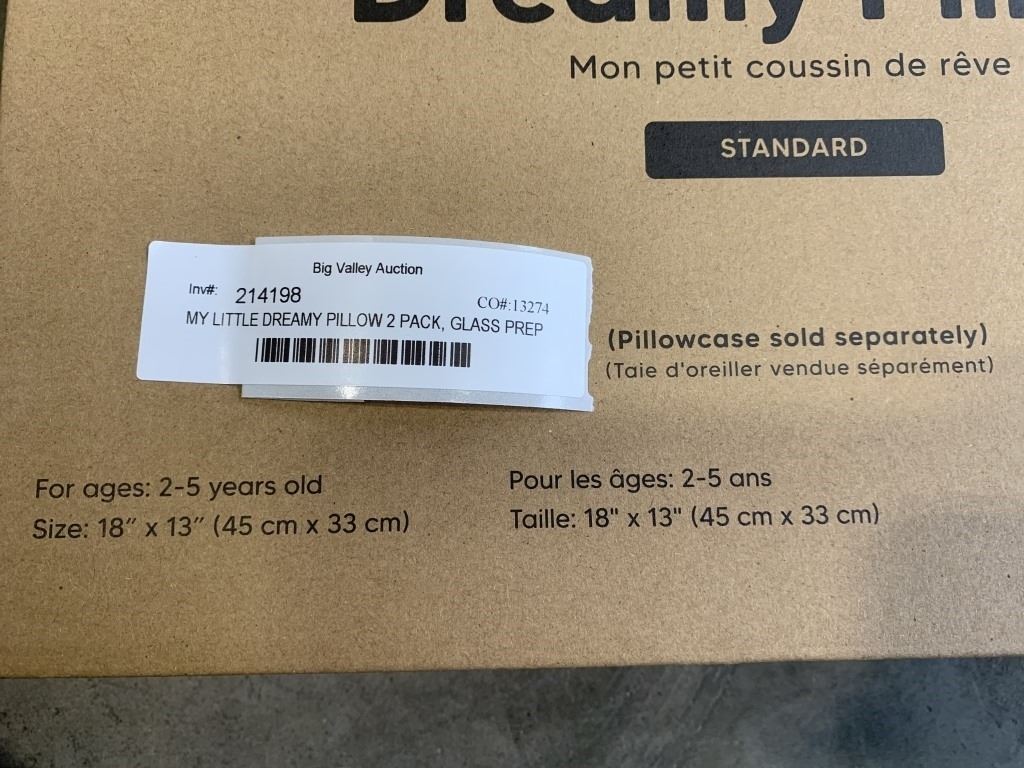 Dreamy
Mon petit coussin de rêve
STANDARD
Big Valley Auction
Inv#: 214198 CO#:13274
MY LITTLE DREAMY PILLOW 2 PACK, GLASS PREP
(Pillowcase sold separately)
(Taie d'oreiller vendue séparément)
For ages: 2-5 years old
Size: 18" x 13" (45 cm x 33 cm)
Pour les âges: 2-5 ans
Taille: 18" x 13" (45 cm x 33 cm)